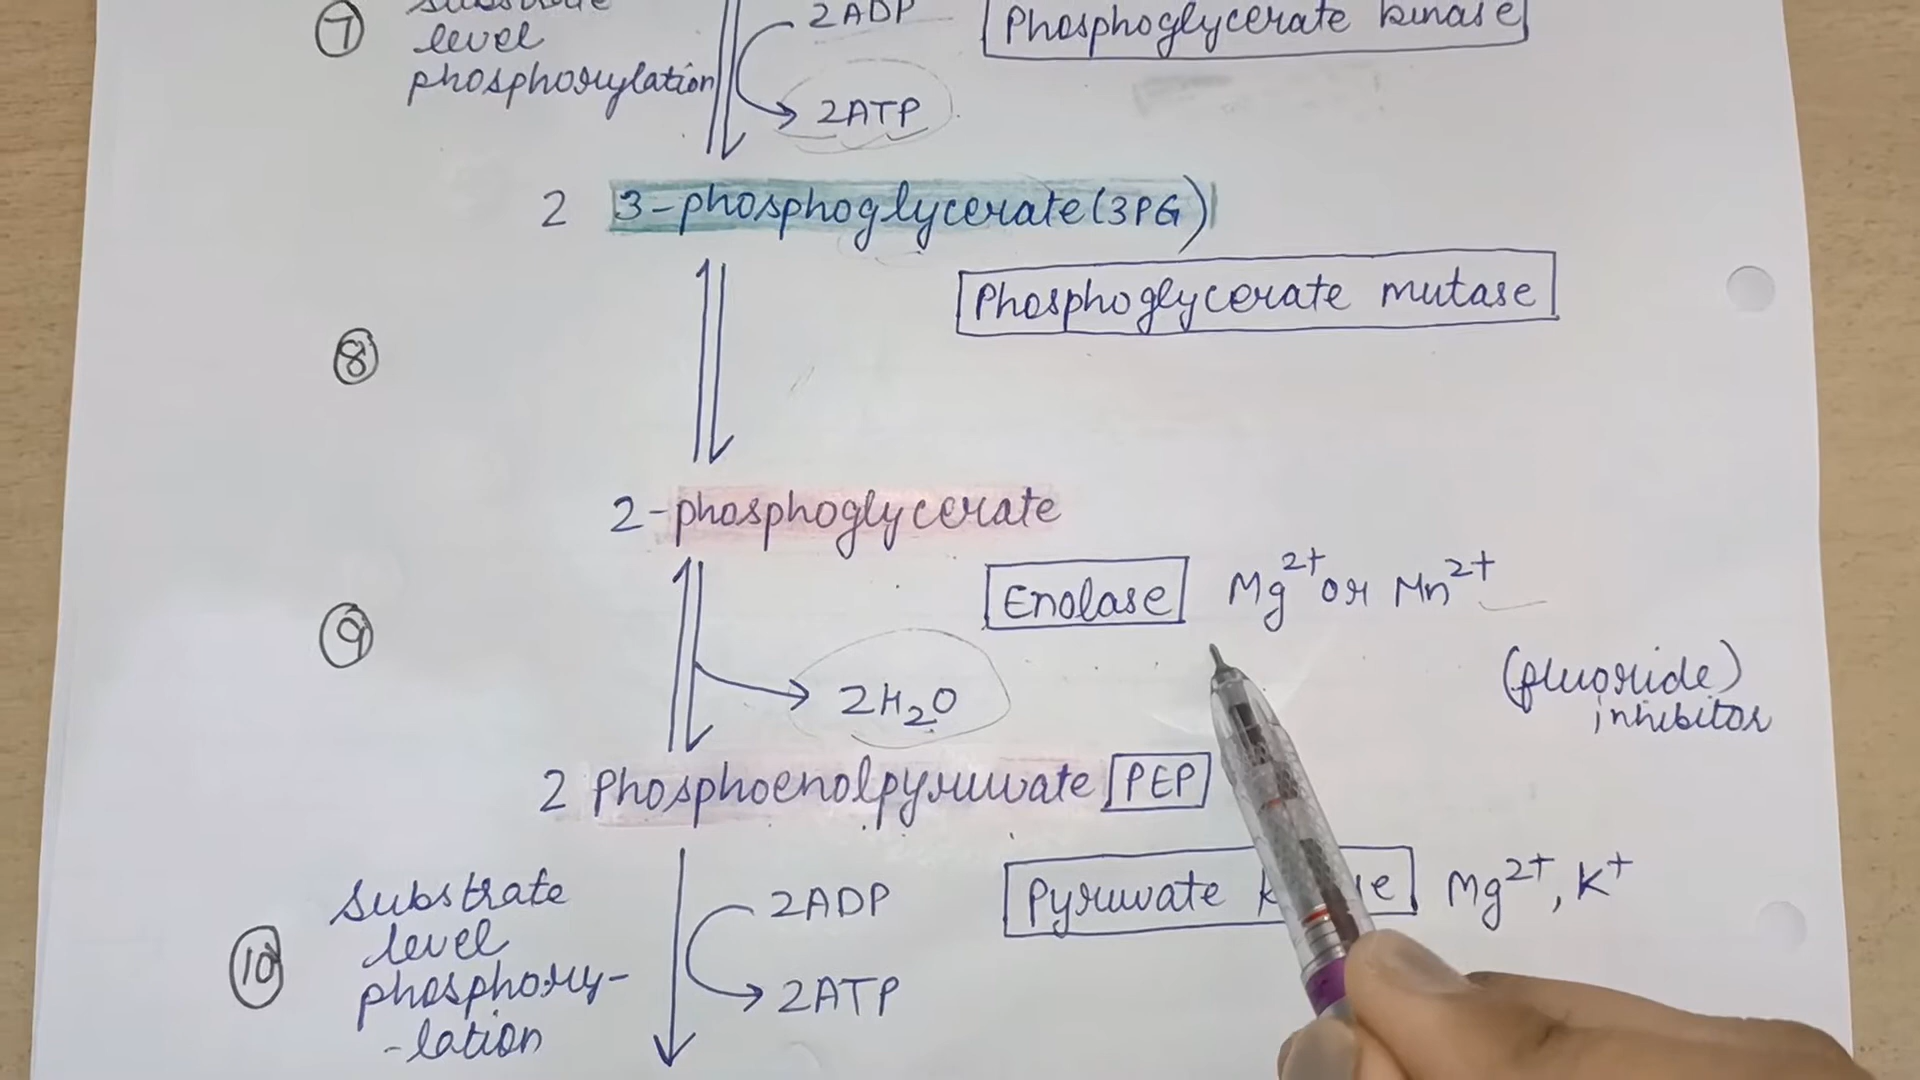 7
substrate
level
phosphorylation
2ADP
2ATP
Phosphoglycerate kinase
2 3-phosphoglycerate (3PG)
Phosphoglycerate mutase
8
2-phosphoglycerate
Enolase Mg2+ or Mn2+
9
2H2O
(fluoride)
inhibitor
2 Phosphoenolpyruvate PEP
Substrate
level
phosphory-
-lation
10
2ADP
2ATP
Pyruvate Mg2+, K+